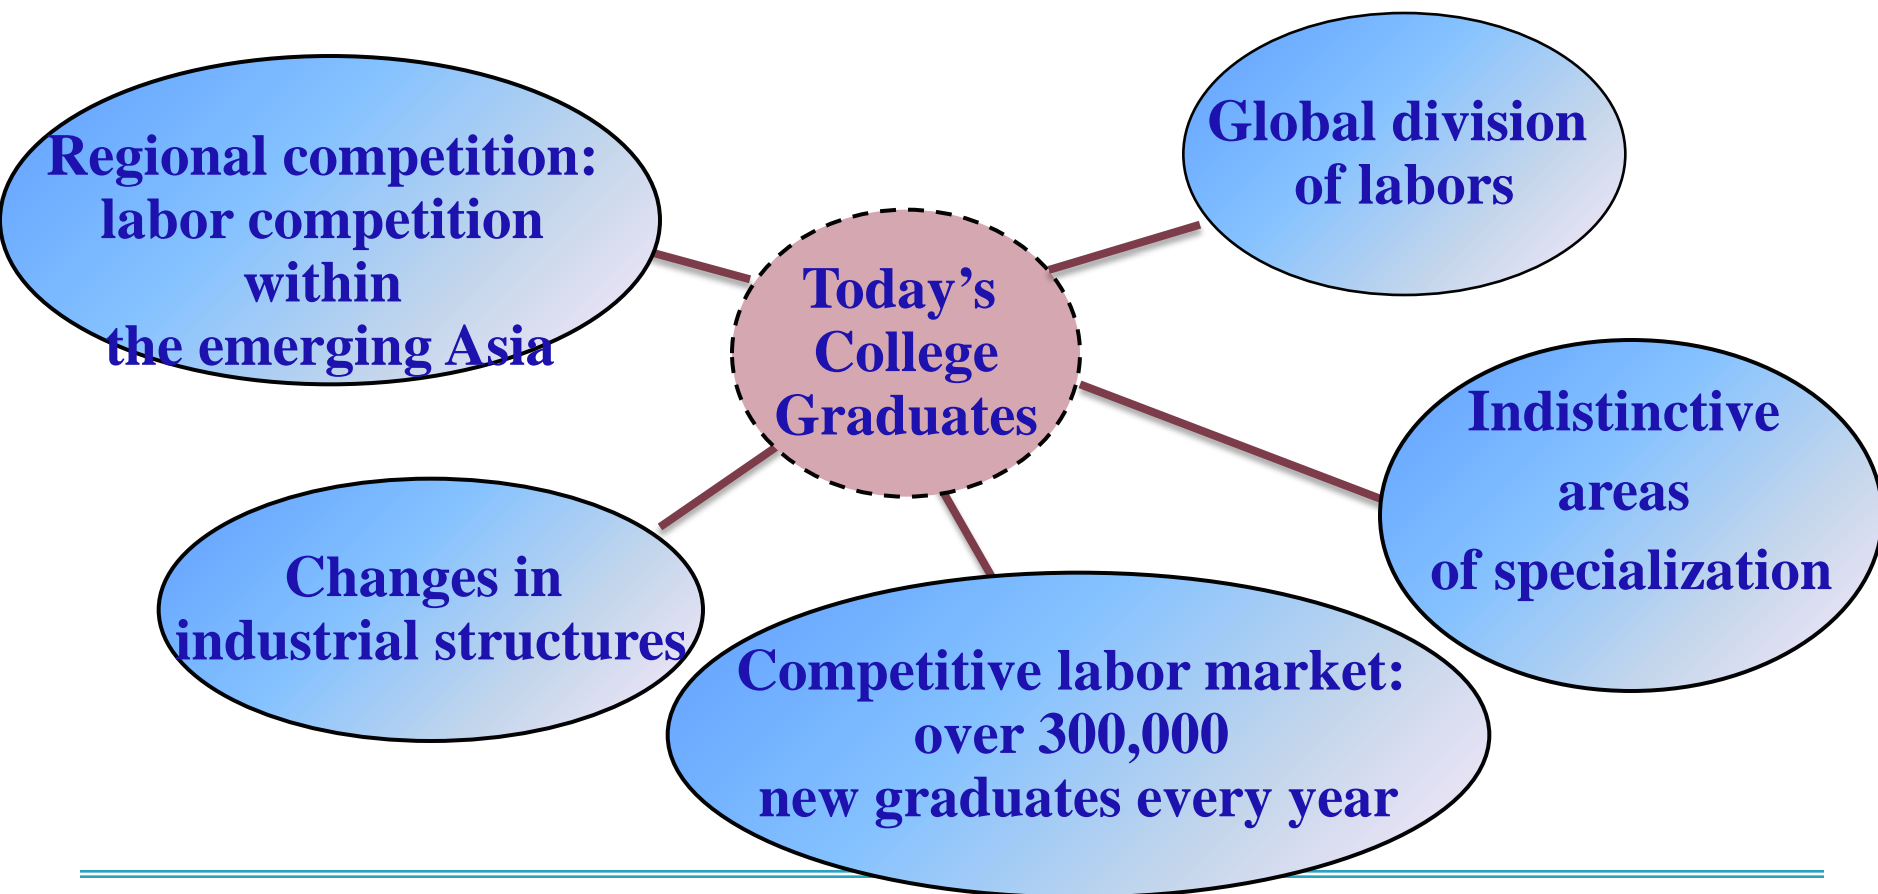 Regional competition:
labor competition
within
the emerging Asia
Global division
of labors
Today’s
College
Graduates
Indistinctive
areas
of specialization
Changes in
industrial structures
Competitive labor market:
over 300,000
new graduates every year